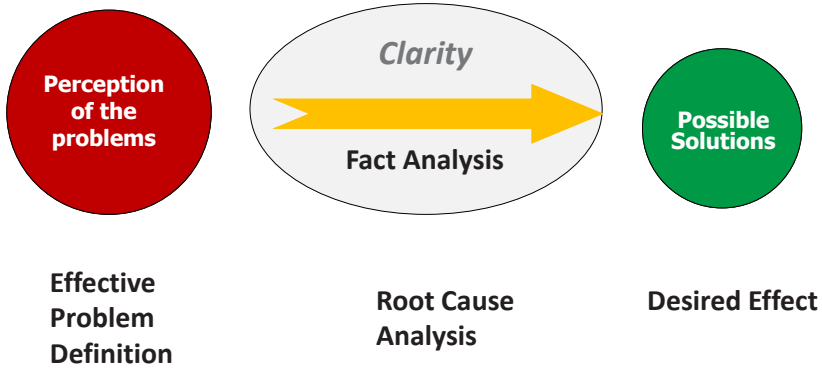 Perception
of the
problems
Clarity
Fact Analysis
Possible
Solutions
Effective
Problem
Definition
Root Cause
Analysis
Desired Effect